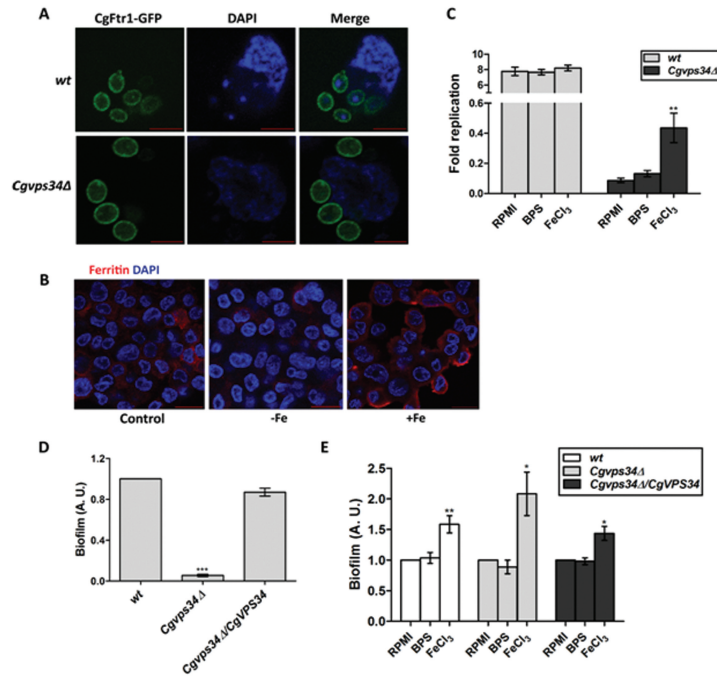 A
CgFtr1-GFP DAPI Merge
wt
Cgvps34Δ
B
Ferritin DAPI
Control -Fe +Fe
C
wt
Cgvps34Δ
Fold replication
10
8
6
4
0.6
0.4
0.2
0.0
**
RPMI BPS FeCl3 RPMI BPS FeCl3
D
Biofilm (A. U.)
1.2
0.8
0.4
0.0
***
wt Cgvps34Δ Cgvps34Δ/CgVPS34
E
wt
Cgvps34Δ
Cgvps34Δ/CgVPS34
Biofilm (A. U.)
2.5
2.0
1.5
1.0
0.5
0.0
** * *
RPMI BPS FeCl3 RPMI BPS FeCl3 RPMI BPS FeCl3